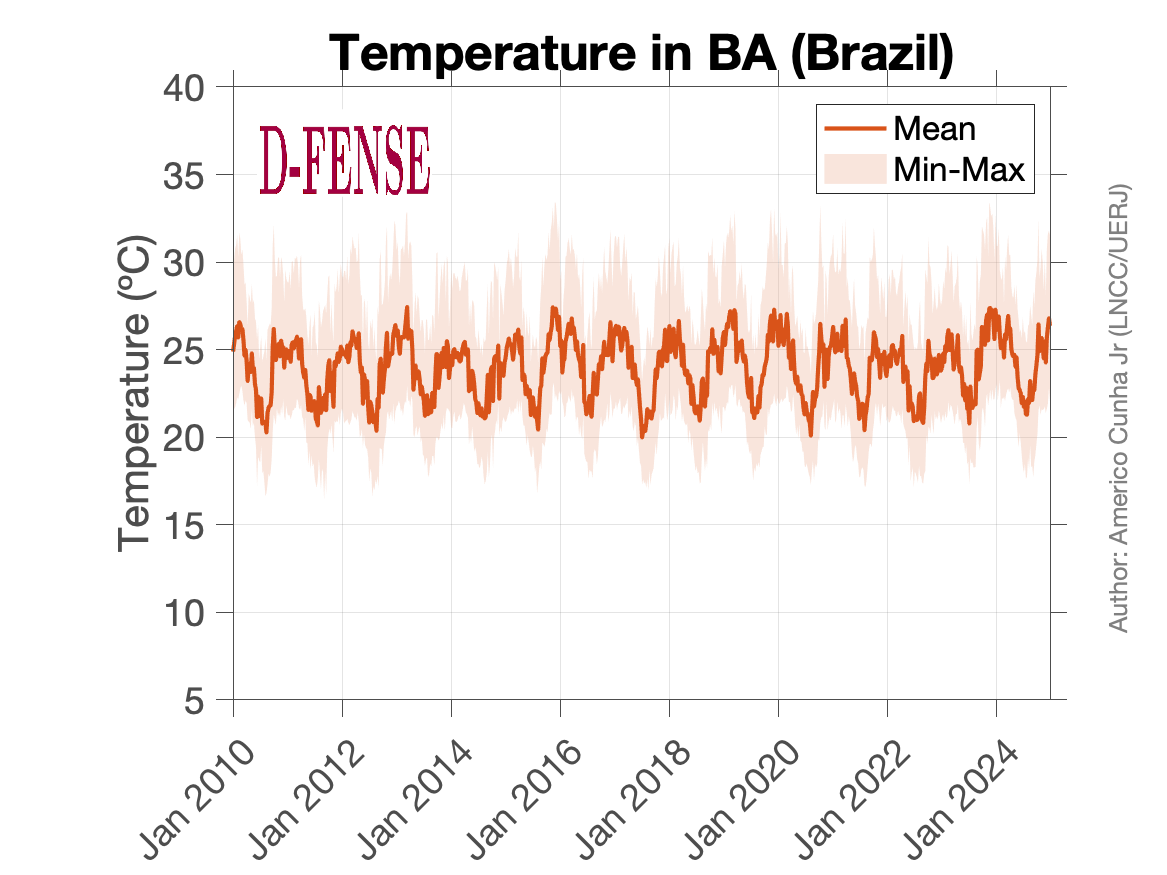 Temperature in BA (Brazil)
D-FENSE
Mean
Min-Max
40
35
30
25
20
15
10
5
Temperature (ºC)
Jan 2010
Jan 2012
Jan 2014
Jan 2016
Jan 2018
Jan 2020
Jan 2022
Jan 2024
Author: Americo Cunha Jr (LNCC/UERJ)